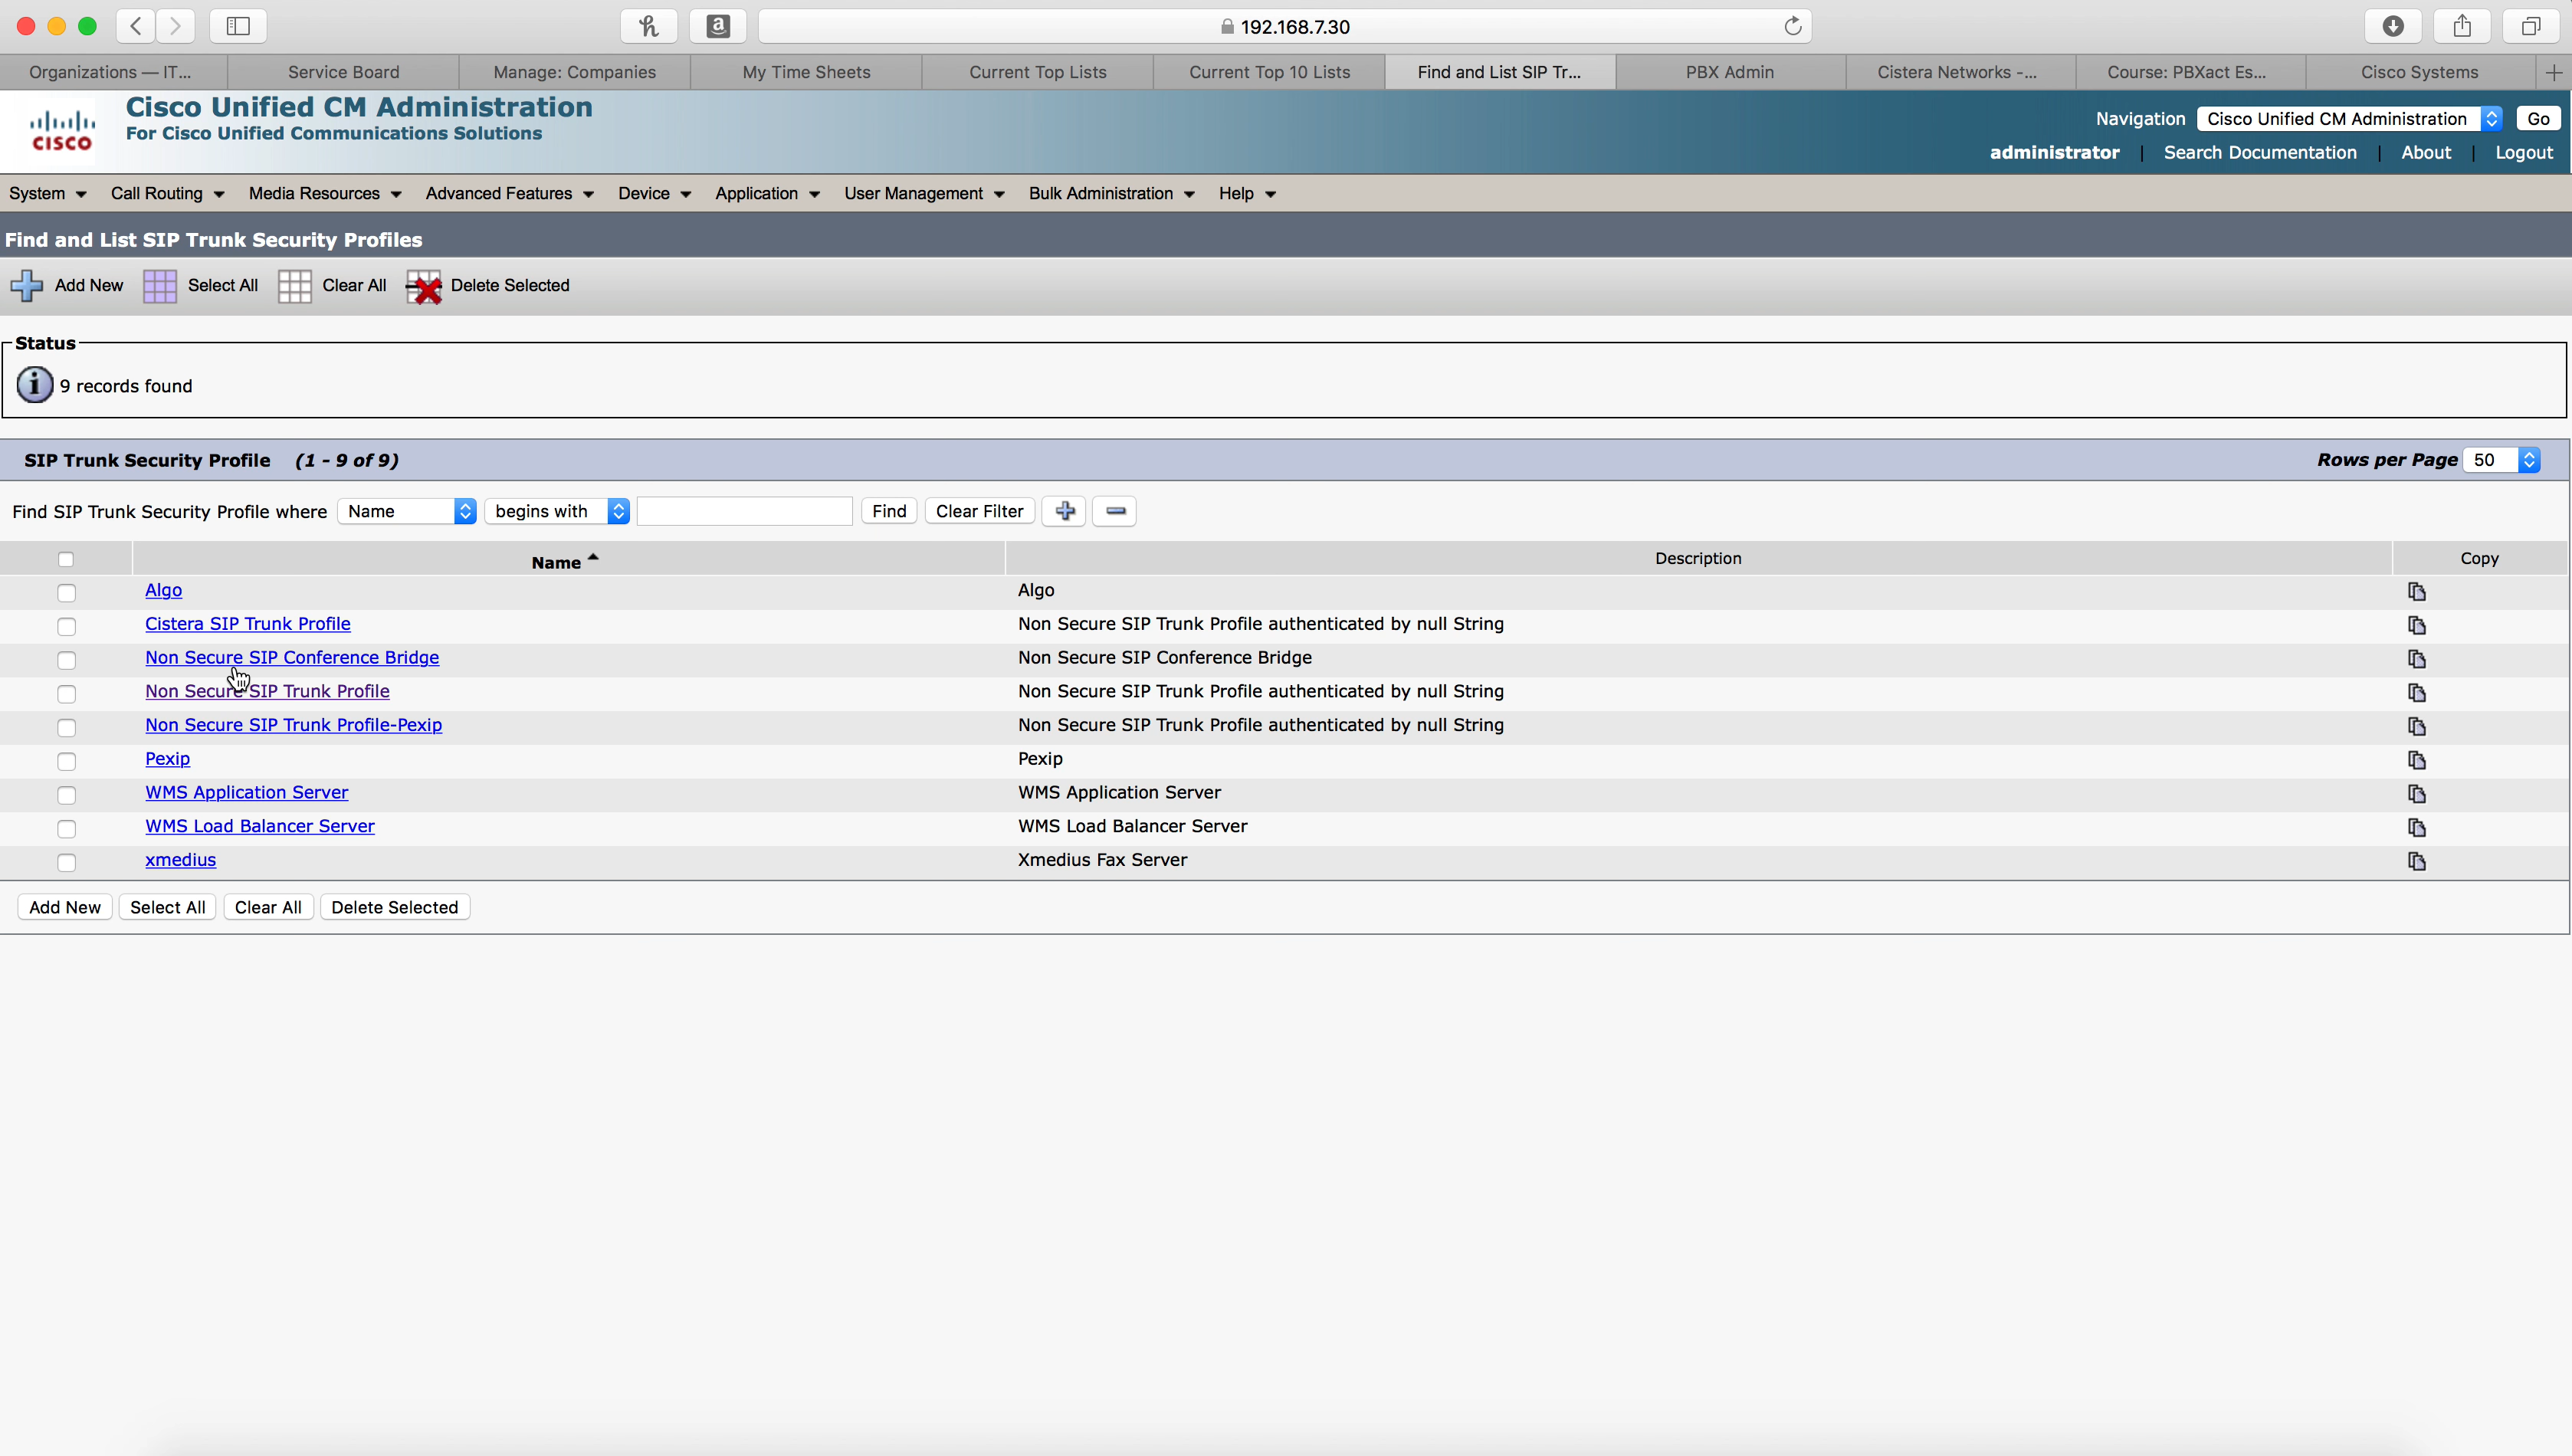 192.168.7.30
Organizations — IT...
Service Board
Manage: Companies
My Time Sheets
Current Top Lists
Current Top 10 Lists
Find and List SIP Tr...
PBX Admin
Cistera Networks -...
Course: PBXact Es...
Cisco Systems
CISCO
Cisco Unified CM Administration
For Cisco Unified Communications Solutions
Navigation Cisco Unified CM Administration Go
administrator | Search Documentation | About | Logout
System Call Routing Media Resources Advanced Features Device Application User Management Bulk Administration Help
Find and List SIP Trunk Security Profiles
Add New Select All Clear All Delete Selected
Status
9 records found
SIP Trunk Security Profile (1 - 9 of 9) Rows per Page 50
Find SIP Trunk Security Profile where Name begins with Find Clear Filter
Name Description Copy
Algo Algo
Cistera SIP Trunk Profile Non Secure SIP Trunk Profile authenticated by null String
Non Secure SIP Conference Bridge Non Secure SIP Conference Bridge
Non Secure SIP Trunk Profile Non Secure SIP Trunk Profile authenticated by null String
Non Secure SIP Trunk Profile-Pexip Non Secure SIP Trunk Profile authenticated by null String
Pexip Pexip
WMS Application Server WMS Application Server
WMS Load Balancer Server WMS Load Balancer Server
xmedius Xmedius Fax Server
Add New Select All Clear All Delete Selected